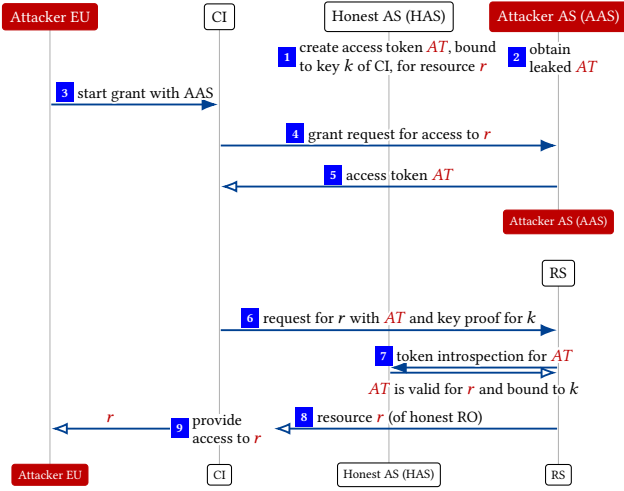 Attacker EU
CI
Honest AS (HAS)
Attacker AS (AAS)
1 create access token AT, bound
to key k of CI, for resource r
2 obtain
leaked AT
3 start grant with AAS
4 grant request for access to r
5 access token AT
Attacker AS (AAS)
RS
6 request for r with AT and key proof for k
7 token introspection for AT
AT is valid for r and bound to k
8 resource r (of honest RO)
9 provide
access to r
r
Attacker EU
CI
Honest AS (HAS)
RS